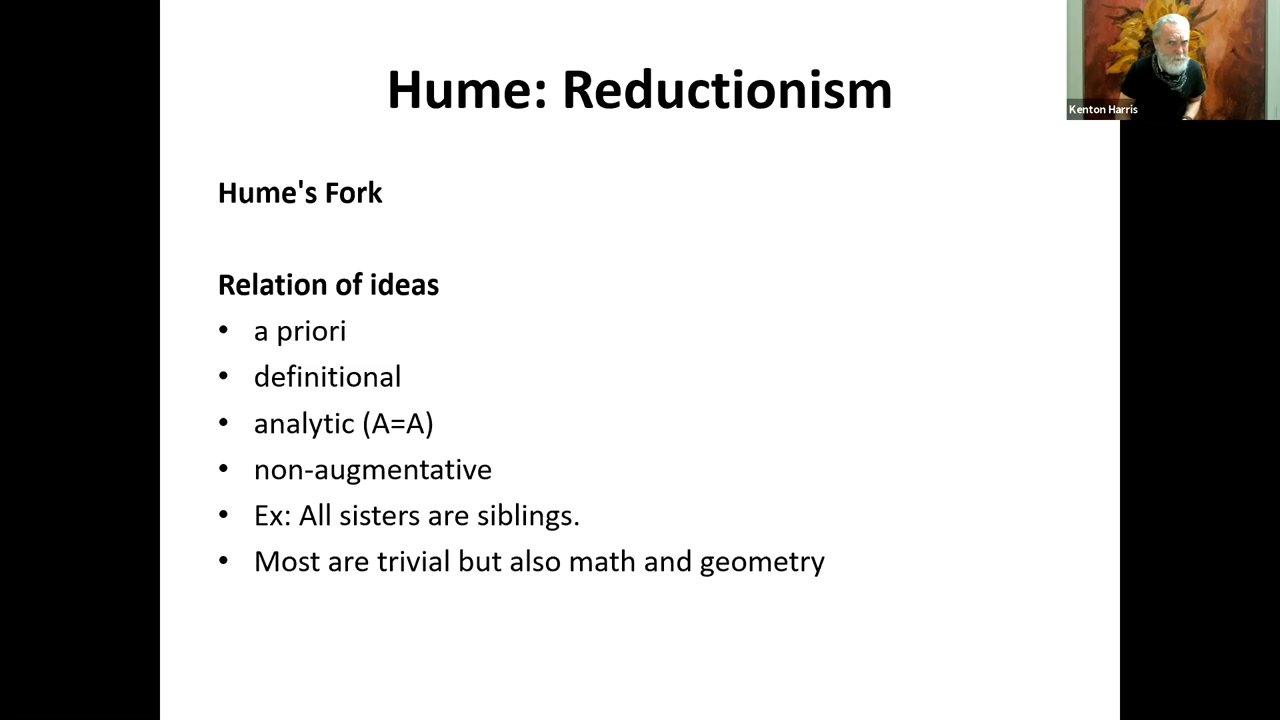 Hume: Reductionism
Kenton Harris
Hume's Fork
Relation of ideas
• a priori
• definitional
• analytic (A=A)
• non-augmentative
• Ex: All sisters are siblings.
• Most are trivial but also math and geometry